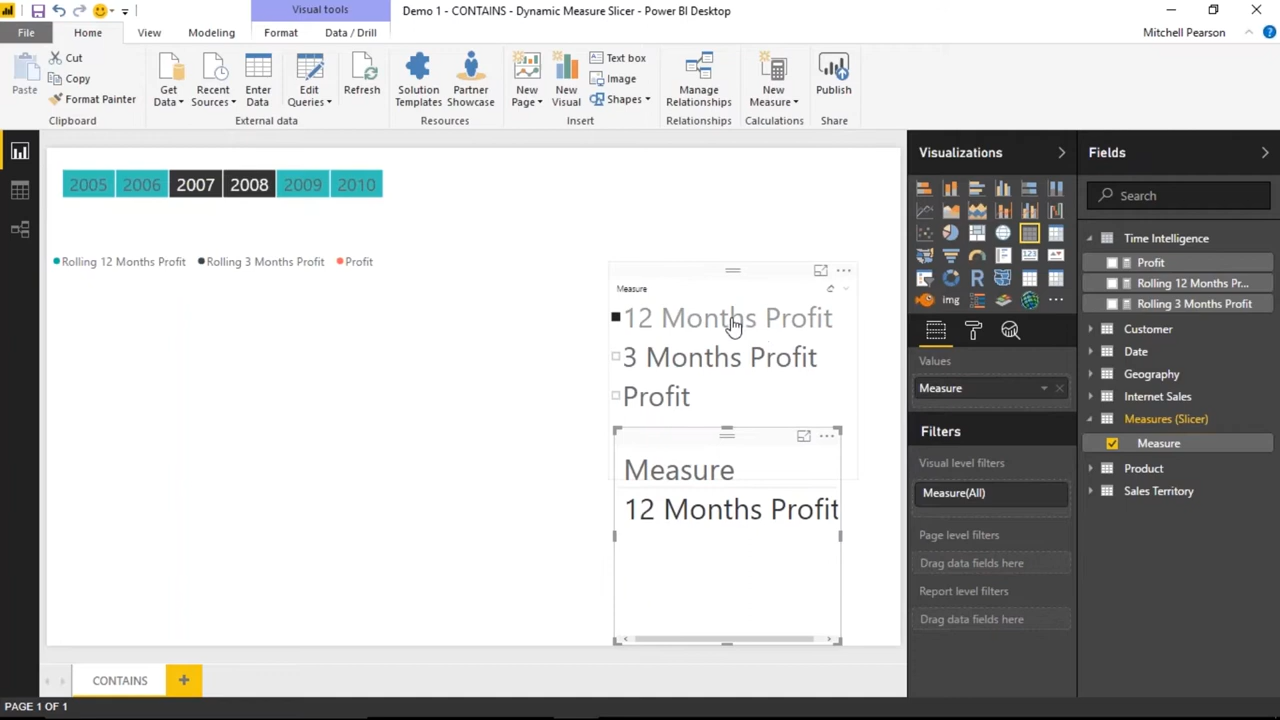 Visual tools
Demo 1 - CONTAINS - Dynamic Measure Slicer - Power BI Desktop
File
Home
View
Modeling
Format
Data / Drill
Mitchell Pearson
Paste
Cut
Copy
Format Painter
Clipboard
Get Data
Recent Sources
Enter Data
Edit Queries
Refresh
External data
Solution Templates
Partner Showcase
Resources
New Page
New Visual
Text box
Image
Shapes
Insert
Manage Relationships
Relationships
New Measure
Calculations
Publish
Share
2005 2006 2007 2008 2009 2010
Rolling 12 Months Profit Rolling 3 Months Profit Profit
Measure
12 Months Profit
3 Months Profit
Profit
Measure
12 Months Profit
Visualizations
R
img
Values
Measure
Filters
Visual level filters
Measure(All)
Page level filters
Drag data fields here
Report level filters
Drag data fields here
Fields
Search
Time Intelligence
Profit
Rolling 12 Months Pr...
Rolling 3 Months Profit
Customer
Date
Geography
Internet Sales
Measures (Slicer)
Measure
Product
Sales Territory
CONTAINS
PAGE 1 OF 1